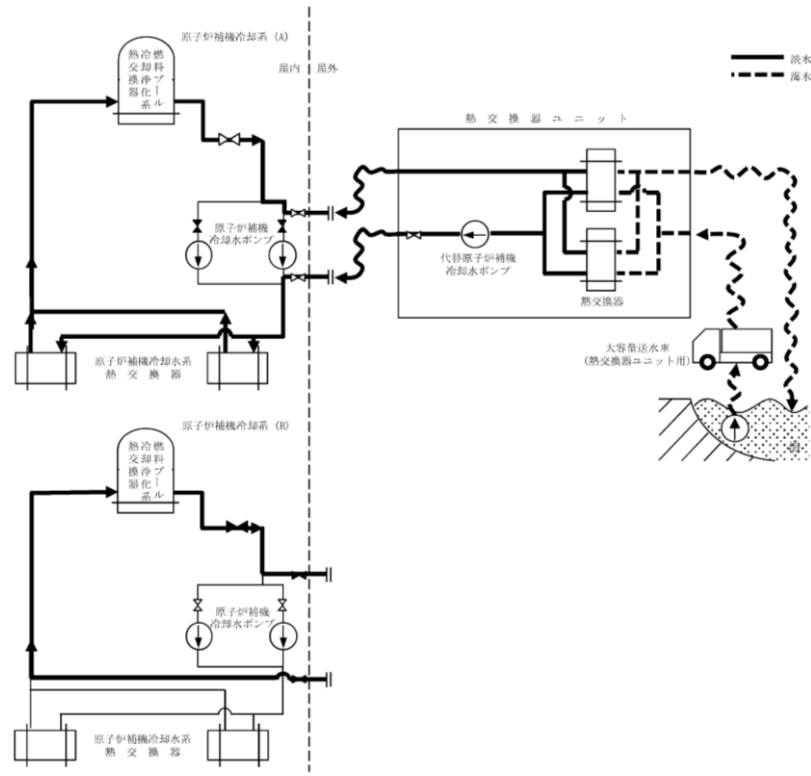 原子炉補機冷却系 (A)
燃料プール
冷却浄化系
熱交換器
屋内
屋外
淡水
海水
熱交換器ユニット
原子炉補機
冷却水ポンプ
代替原子炉補機
冷却水ポンプ
熱交換器
大容量送水車
(熱交換器ユニット用)
原子炉補機冷却水系
熱交換器
海
原子炉補機冷却系 (B)
燃料プール
冷却浄化系
熱交換器
原子炉補機
冷却水ポンプ
原子炉補機冷却水系
熱交換器